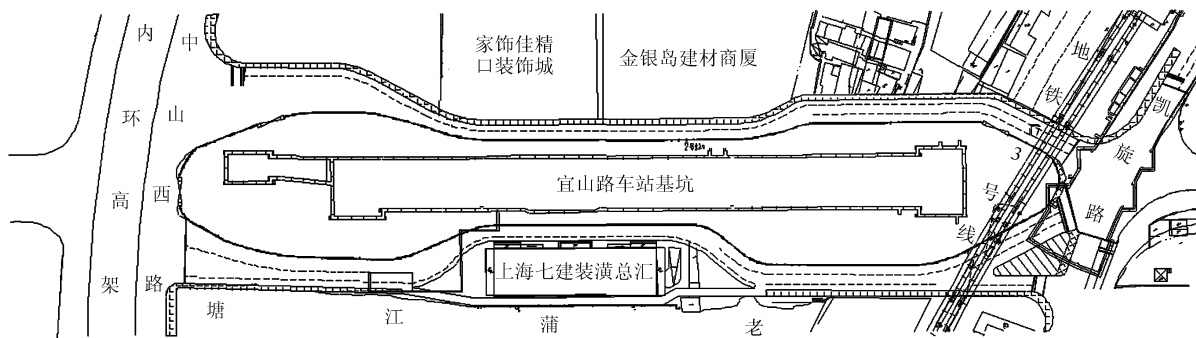 内环高架路
中山西路
家饰佳精
口装饰城
金银岛建材商厦
地铁3号线
凯旋路
宜山路车站基坑
上海七建装潢总汇
老蒲江塘